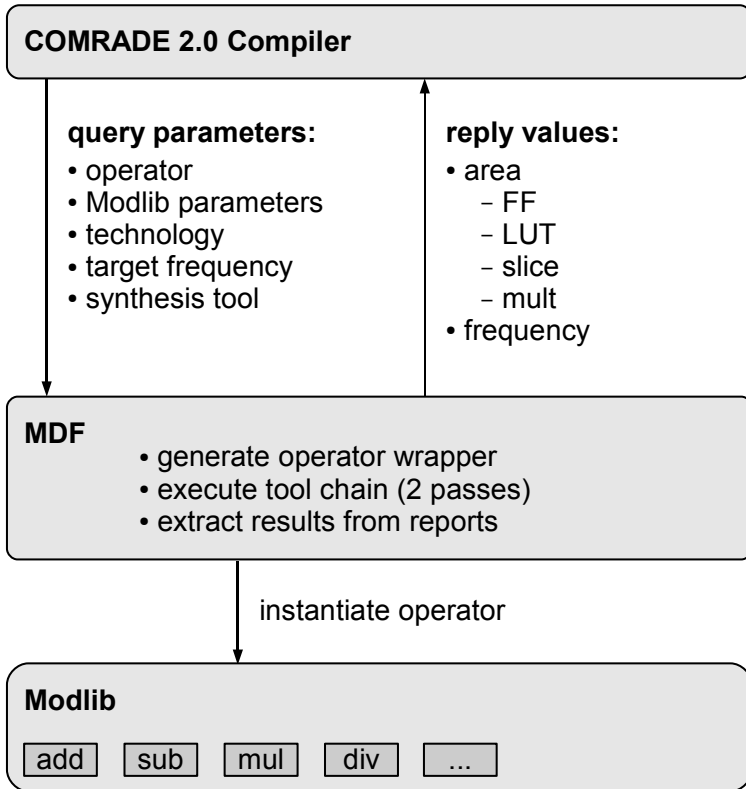 COMRADE 2.0 Compiler
query parameters:
• operator
• Modlib parameters
• technology
• target frequency
• synthesis tool
reply values:
• area
– FF
– LUT
– slice
– mult
• frequency
MDF
• generate operator wrapper
• execute tool chain (2 passes)
• extract results from reports
instantiate operator
Modlib
add sub mul div ...